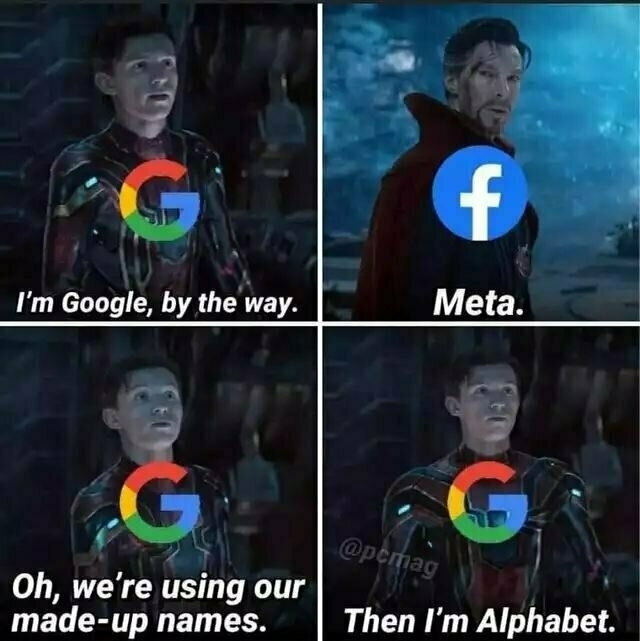 I'm Google, by the way.
Meta.
Oh, we're using our
made-up names.
@pcmag
Then I'm Alphabet.